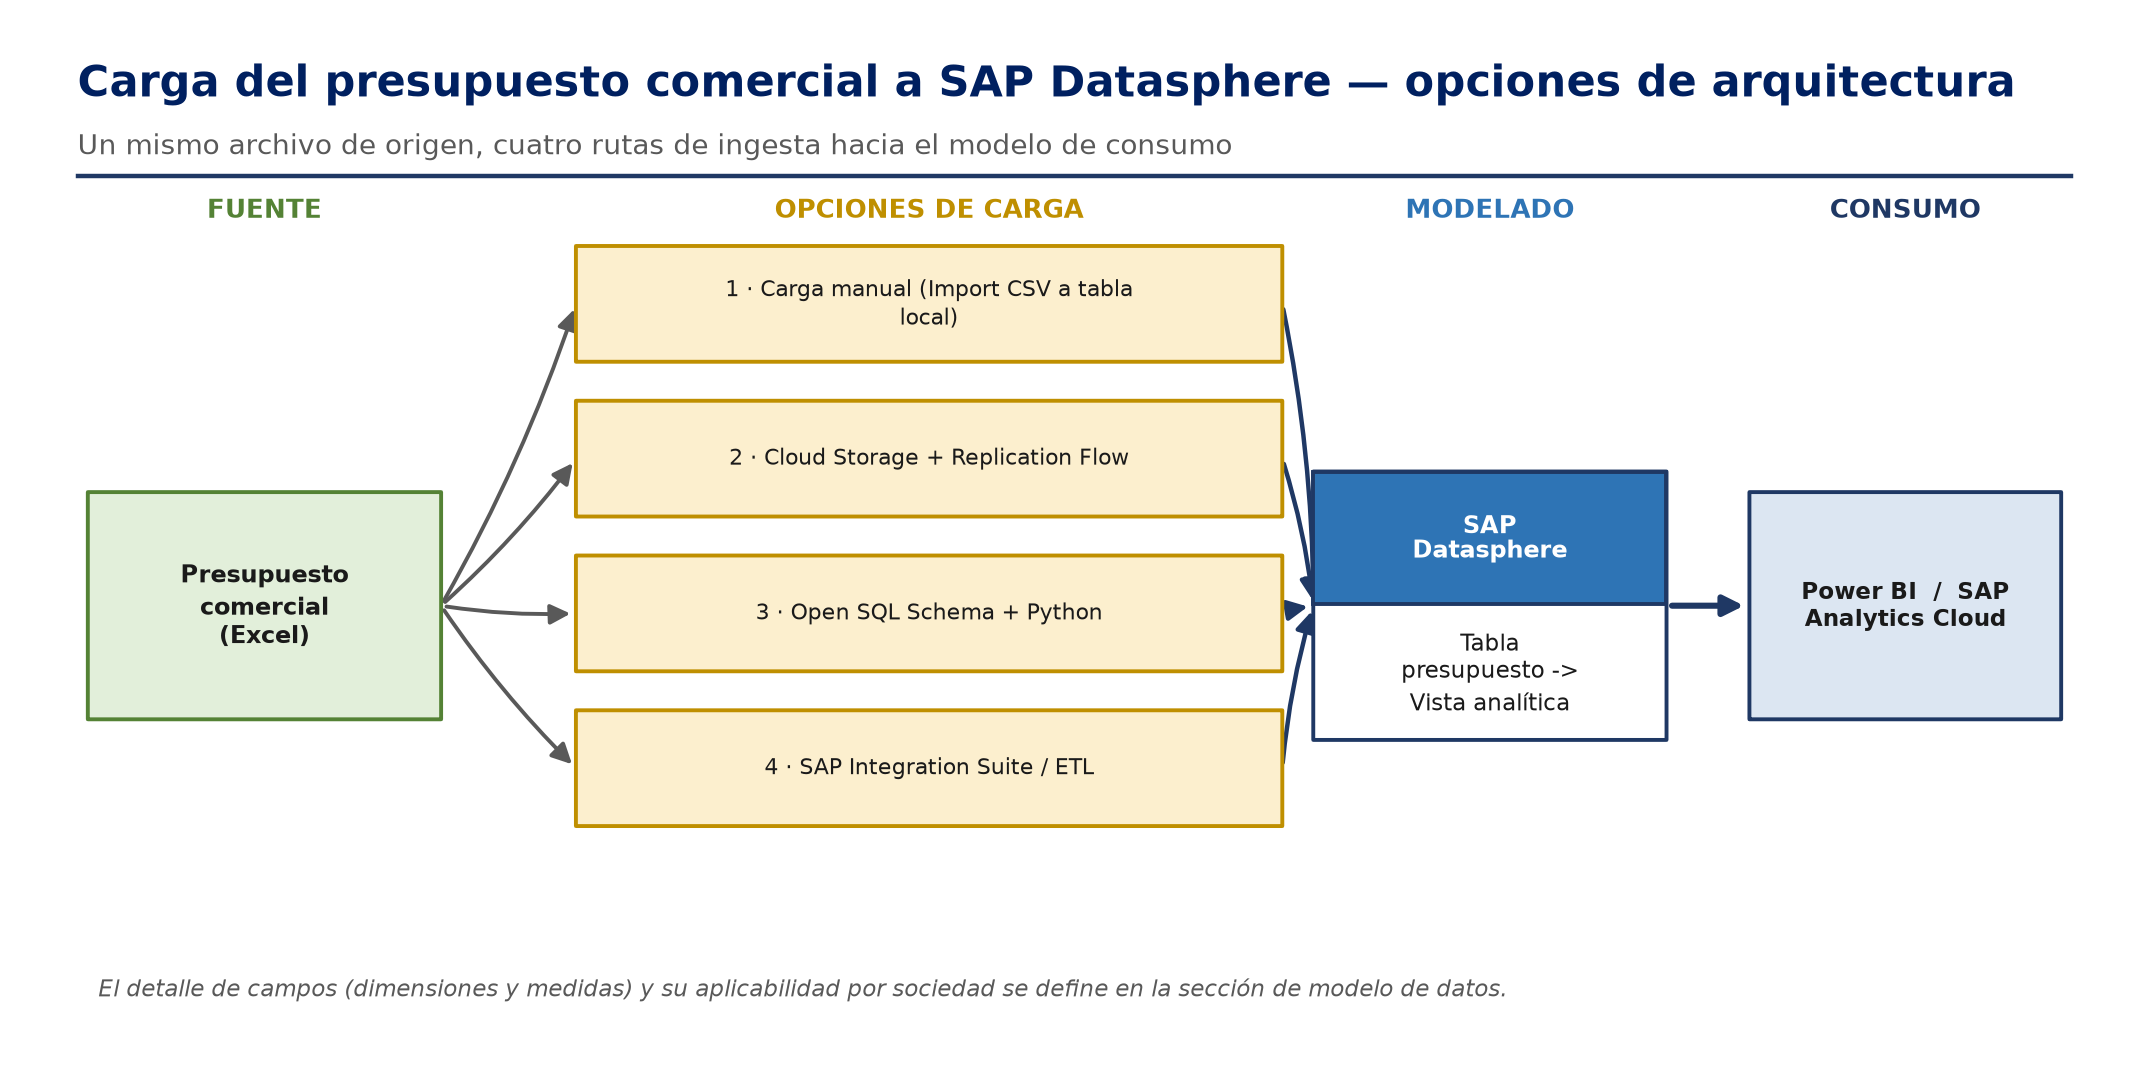 Carga del presupuesto comercial a SAP Datasphere — opciones de arquitectura
Un mismo archivo de origen, cuatro rutas de ingesta hacia el modelo de consumo
FUENTE
OPCIONES DE CARGA
MODELADO
CONSUMO
Presupuesto
comercial
(Excel)
1 · Carga manual (Import CSV a tabla
local)
2 · Cloud Storage + Replication Flow
3 · Open SQL Schema + Python
4 · SAP Integration Suite / ETL
SAP
Datasphere
Tabla
presupuesto ->
Vista analítica
Power BI / SAP
Analytics Cloud
El detalle de campos (dimensiones y medidas) y su aplicabilidad por sociedad se define en la sección de modelo de datos.